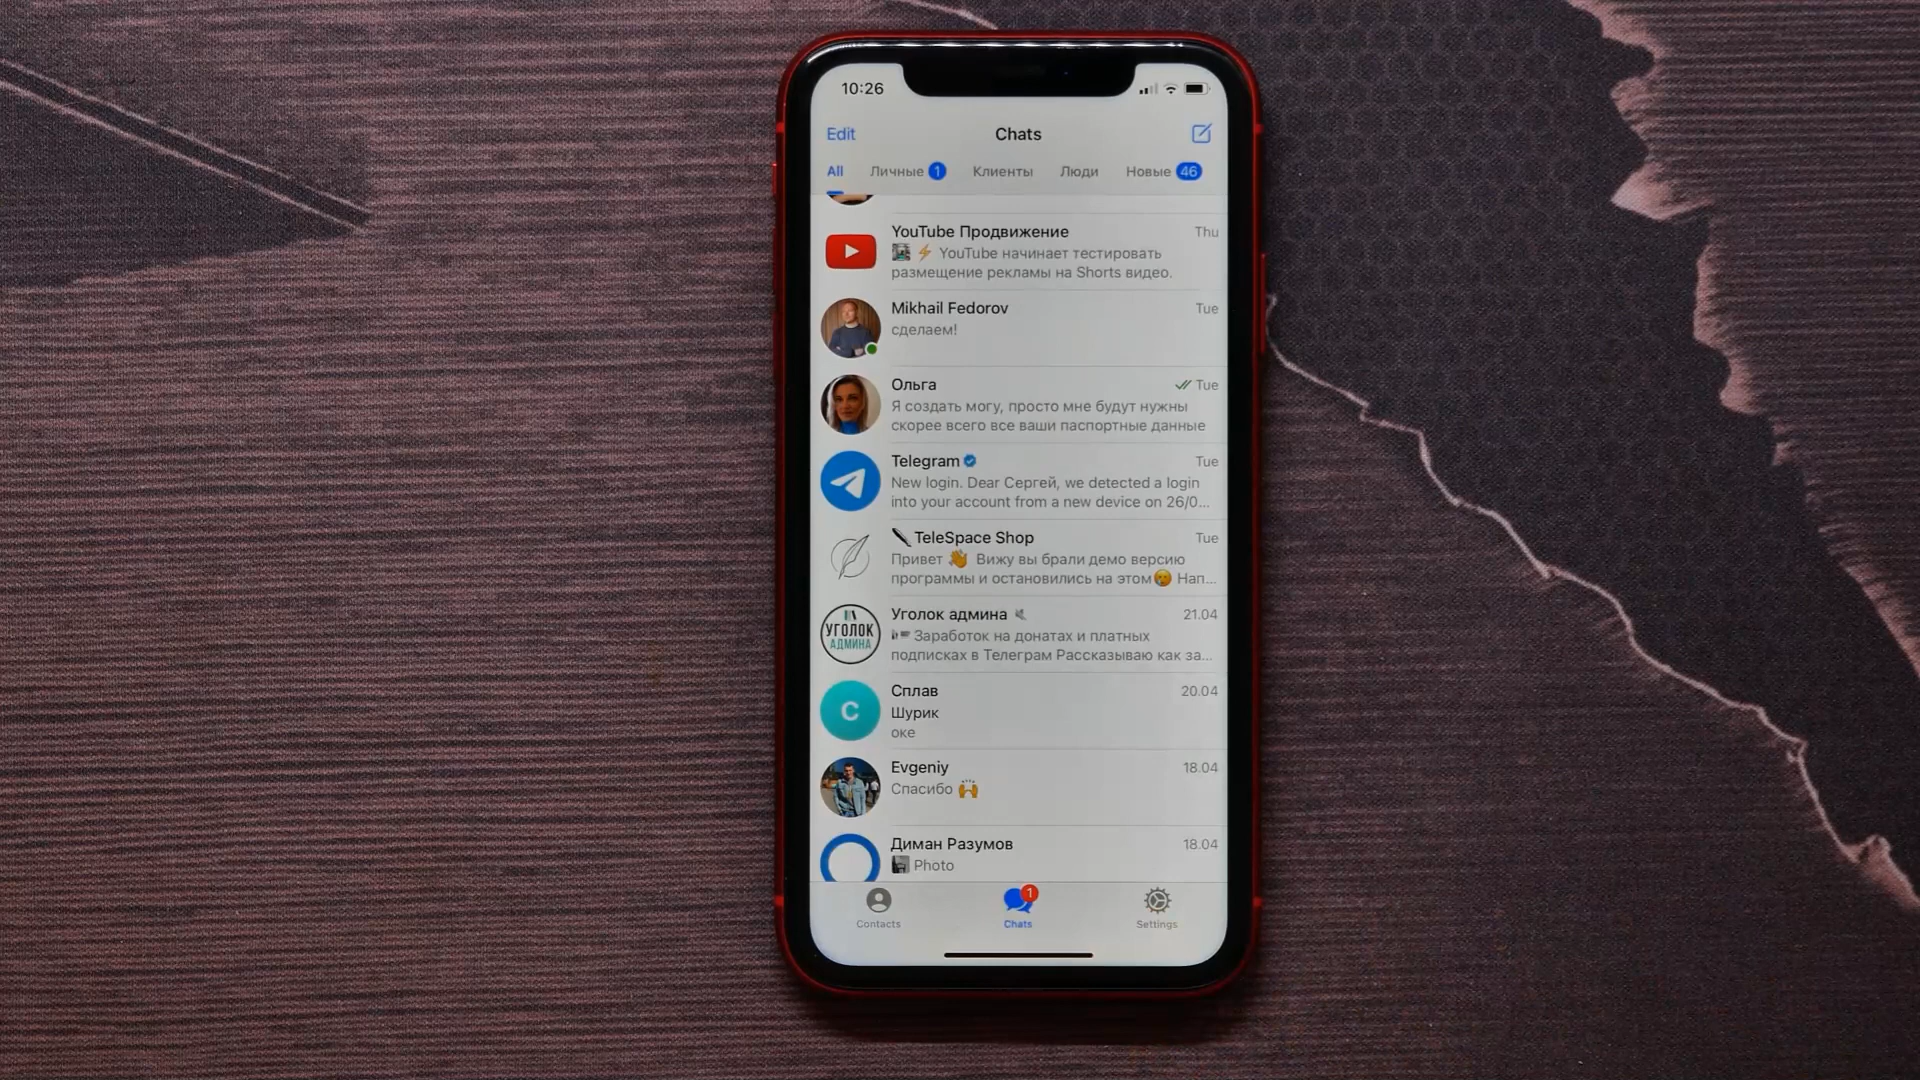 10:26
Edit
Chats
All
Личные 1
Клиенты
Люди
Новые 46
YouTube Продвижение
Thu
⚡ YouTube начинает тестировать
размещение рекламы на Shorts видео.
Mikhail Fedorov
Tue
сделаем!
Ольга
Tue
Я создать могу, просто мне будут нужны
скорее всего все ваши паспортные данные
Telegram
Tue
New login. Dear Сергей, we detected a login
into your account from a new device on 26/0...
TeleSpace Shop
Tue
Привет 👋 Вижу вы брали демо версию
программы и остановились на этом😢 Нап...
УГОЛОК
АДМИНА
Уголок админа
21.04
Заработок на донатах и платных
подписках в Телеграм Рассказываю как за...
С
Сплав
20.04
Шурик
оке
Evgeniy
18.04
Спасибо 🙌
Диман Разумов
18.04
Photo
1
Contacts
Chats
Settings